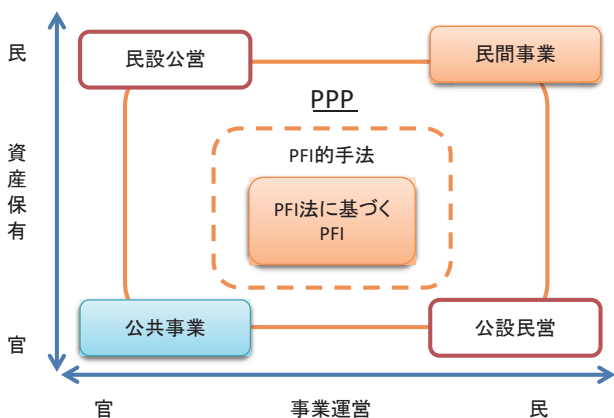 民
民設公営
民間事業
PPP
PFI的手法
PFI法に基づく
PFI
資産保有
公共事業
公設民営
官
官
事業運営
民